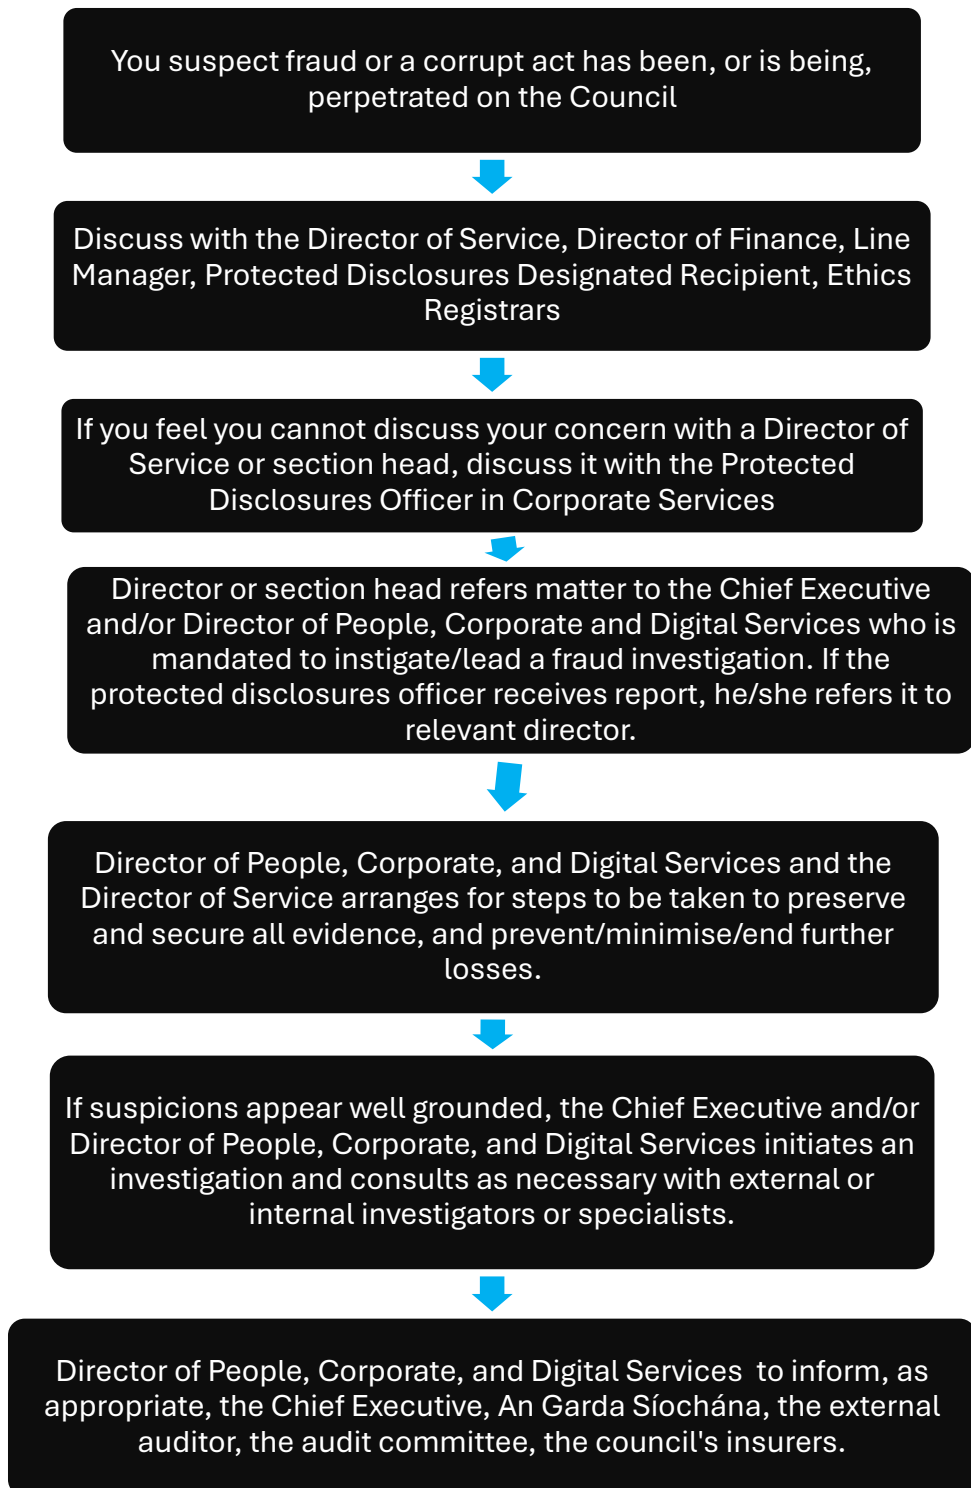 You suspect fraud or a corrupt act has been, or is being,
perpetrated on the Council
Discuss with the Director of Service, Director of Finance, Line
Manager, Protected Disclosures Designated Recipient, Ethics
Registrars
If you feel you cannot discuss your concern with a Director of
Service or section head, discuss it with the Protected
Disclosures Officer in Corporate Services
Director or section head refers matter to the Chief Executive
and/or Director of People, Corporate and Digital Services who is
mandated to instigate/lead a fraud investigation. If the
protected disclosures officer receives report, he/she refers it to
relevant director.
Director of People, Corporate, and Digital Services and the
Director of Service arranges for steps to be taken to preserve
and secure all evidence, and prevent/minimise/end further
losses.
If suspicions appear well grounded, the Chief Executive and/or
Director of People, Corporate, and Digital Services initiates an
investigation and consults as necessary with external or
internal investigators or specialists.
Director of People, Corporate, and Digital Services  to inform, as
appropriate, the Chief Executive, An Garda Síochána, the external
auditor, the audit committee, the council's insurers.